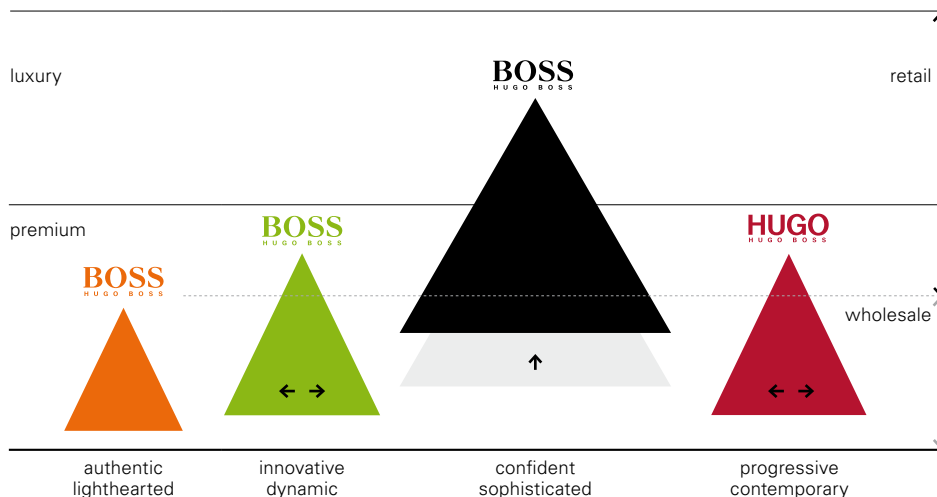 luxury
BOSS
HUGO BOSS
retail
premium
BOSS
HUGO BOSS
HUGO
HUGO BOSS
BOSS
HUGO BOSS
wholesale
authentic
lighthearted
innovative
dynamic
confident
sophisticated
progressive
contemporary